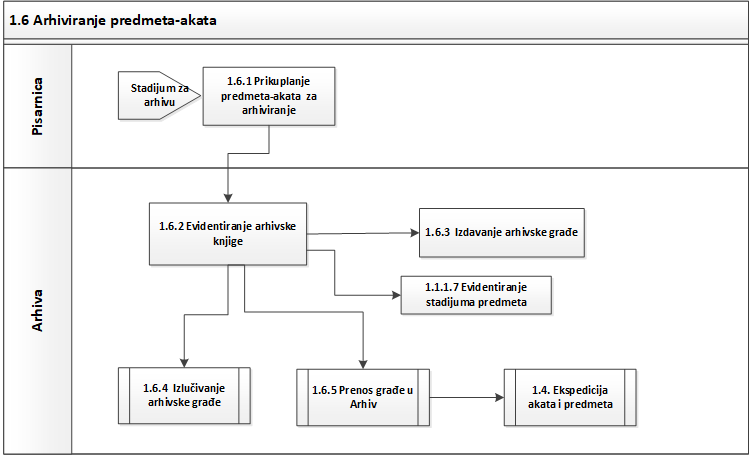 1.6 Arhiviranje predmeta-akata
Pisarnica
Stadijum za
arhivu
1.6.1 Prikuplanje
predmeta-akata za
arhiviranje
Arhiva
1.6.2 Evidentiranje arhivske
knjige
1.6.3 Izdavanje arhivske građe
1.1.1.7 Evidentiranje
stadijuma predmeta
1.6.4 Izlučivanje
arhivske građe
1.6.5 Prenos građe u
Arhiv
1.4. Ekspedicija
akata i predmeta